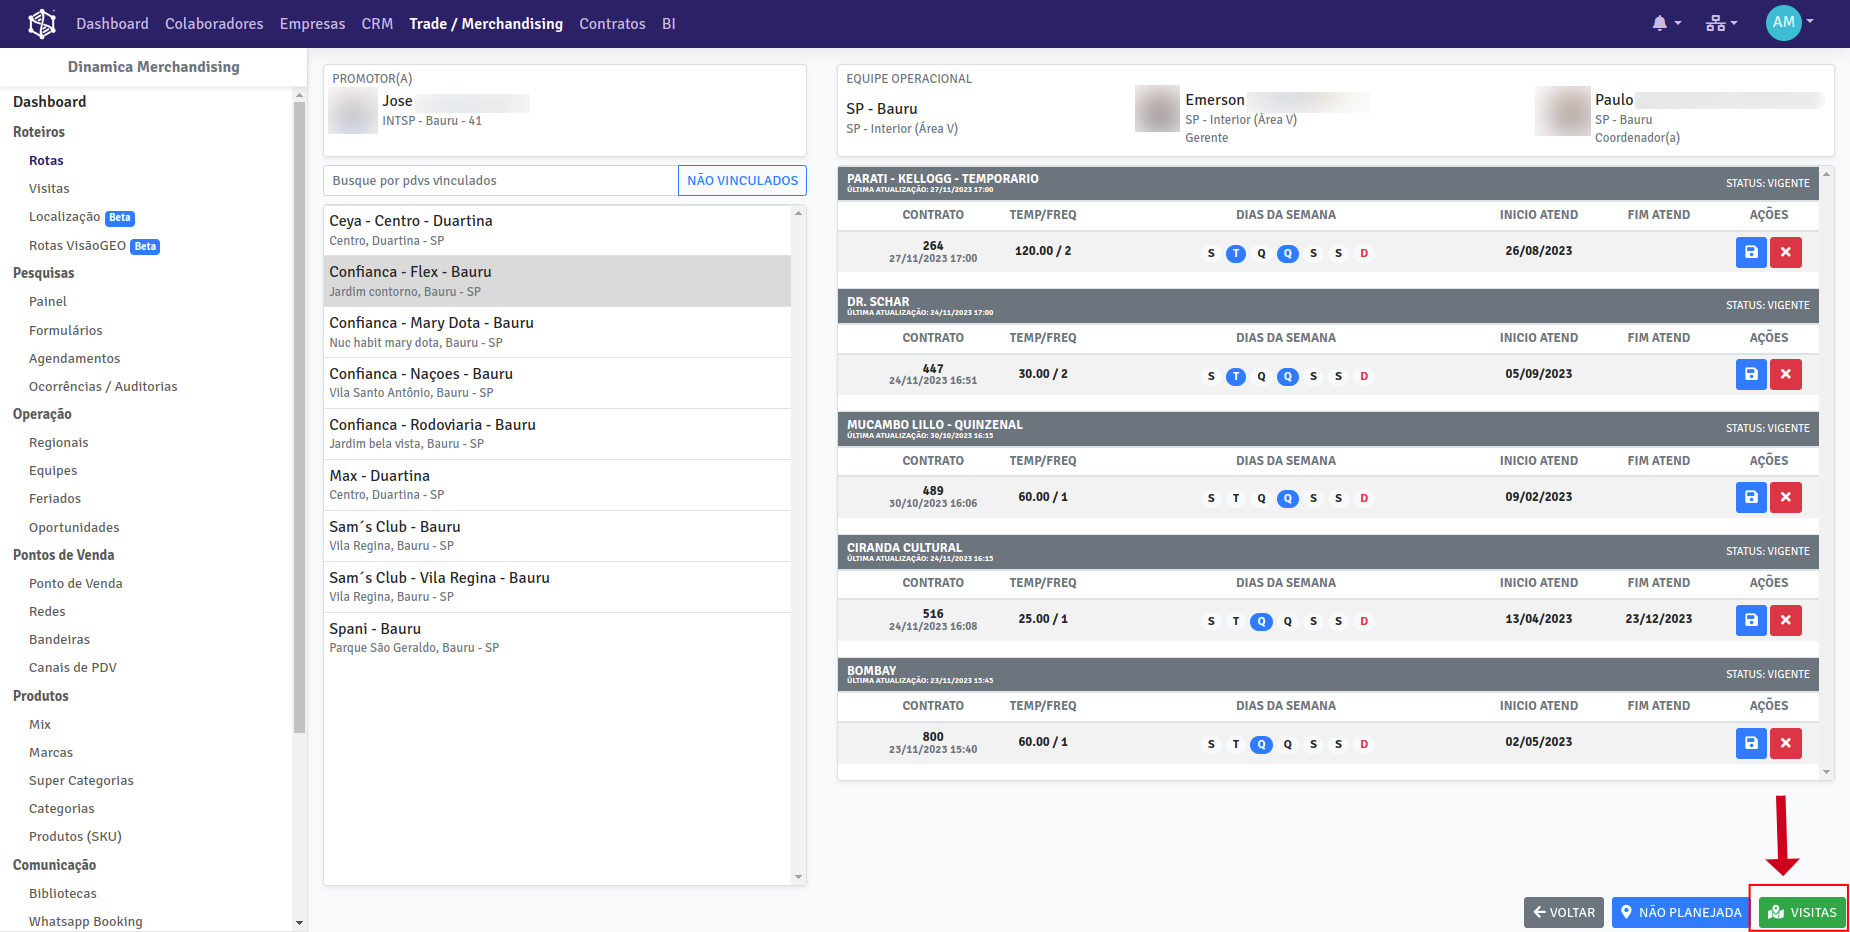 Dashboard Colaboradores Empresas CRM Trade / Merchandising Contratos BI AM
Dinamica Merchandising
Dashboard
Roteiros
Rotas
Visitas
Localização Beta
Rotas VisãoGEO Beta
Pesquisas
Painel
Formulários
Agendamentos
Ocorrências / Auditorias
Operação
Regionais
Equipes
Feriados
Oportunidades
Pontos de Venda
Ponto de Venda
Redes
Bandeiras
Canais de PDV
Produtos
Mix
Marcas
Super Categorias
Categorias
Produtos (SKU)
Comunicação
Bibliotecas
Whatsapp Booking
PROMOTOR(A)
Jose
INTSP - Bauru - 41
Busque por pdvs vinculados NÃO VINCULADOS
Ceya - Centro - Duartina
Centro, Duartina - SP
Confianca - Flex - Bauru
Jardim contorno, Bauru - SP
Confianca - Mary Dota - Bauru
Nuc habit mary dota, Bauru - SP
Confianca - Naçoes - Bauru
Vila Santo Antônio, Bauru - SP
Confianca - Rodoviaria - Bauru
Jardim bela vista, Bauru - SP
Max - Duartina
Centro, Duartina - SP
Sam´s Club - Bauru
Vila Regina, Bauru - SP
Sam´s Club - Vila Regina - Bauru
Vila Regina, Bauru - SP
Spani - Bauru
Parque São Geraldo, Bauru - SP
EQUIPE OPERACIONAL
SP - Bauru
SP - Interior (Área V)
Emerson
SP - Interior (Área V)
Gerente
Paulo
SP - Bauru
Coordenador(a)
PARATI - KELLOGG - TEMPORARIO
ÚLTIMA ATUALIZAÇÃO: 27/11/2023 17:00
STATUS: VIGENTE
CONTRATO TEMP/FREQ DIAS DA SEMANA INICIO ATEND FIM ATEND AÇÕES
264 120.00 / 2 S T Q Q S S D 26/08/2023
27/11/2023 17:00
DR. SCHAR
ÚLTIMA ATUALIZAÇÃO: 24/11/2023 17:00
STATUS: VIGENTE
CONTRATO TEMP/FREQ DIAS DA SEMANA INICIO ATEND FIM ATEND AÇÕES
447 30.00 / 2 S T Q Q S S D 05/09/2023
24/11/2023 16:51
MUCAMBO LILLO - QUINZENAL
ÚLTIMA ATUALIZAÇÃO: 30/10/2023 16:15
STATUS: VIGENTE
CONTRATO TEMP/FREQ DIAS DA SEMANA INICIO ATEND FIM ATEND AÇÕES
489 60.00 / 1 S T Q Q S S D 09/02/2023
30/10/2023 16:06
CIRANDA CULTURAL
ÚLTIMA ATUALIZAÇÃO: 24/11/2023 16:15
STATUS: VIGENTE
CONTRATO TEMP/FREQ DIAS DA SEMANA INICIO ATEND FIM ATEND AÇÕES
516 25.00 / 1 S T Q Q S S D 13/04/2023 23/12/2023
24/11/2023 16:08
BOMBAY
ÚLTIMA ATUALIZAÇÃO: 23/11/2023 15:45
STATUS: VIGENTE
CONTRATO TEMP/FREQ DIAS DA SEMANA INICIO ATEND FIM ATEND AÇÕES
800 60.00 / 1 S T Q Q S S D 02/05/2023
23/11/2023 15:40
VOLTAR NÃO PLANEJADA VISITAS